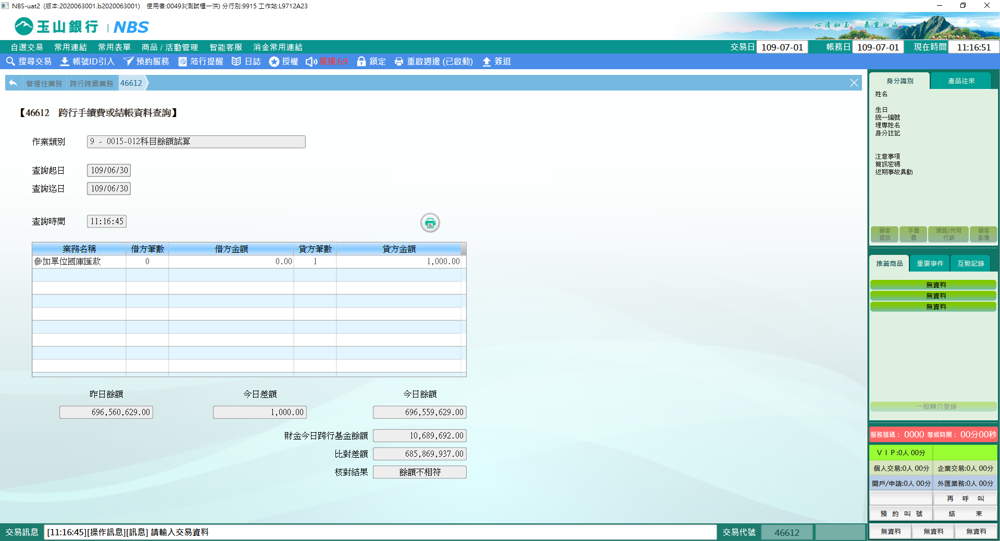 NBS-uat2 (版本:2020063001.b2020063001) 使用者:00493(測試櫃一洪) 分行別:9915 工作站:L9712A23
玉山銀行 | NBS
心清如玉 義重如山
自選交易 常用連結 常用表單 商品 / 活動管理 智能客服 消金常用連結 交易日 109-07-01 帳務日 109-07-01 現在時間 11:16:51
搜尋交易 帳號ID引入 預約服務 蒞行提醒 日誌 授權 廣播:69 鎖定 重啟週邊 (已啟動) 簽退
管理性業務 跨行跨國業務 46612
【46612 跨行手續費或結帳資料查詢】
作業類別 9 - 0015-012科目餘額試算
查詢起日 109/06/30
查詢迄日 109/06/30
查詢時間 11:16:45
業務名稱 借方筆數 借方金額 貸方筆數 貸方金額
參加單位國庫匯款 0 0.00 1 1,000.00
昨日餘額 今日差額 今日餘額
696,560,629.00 1,000.00 696,559,629.00
財金今日跨行基金餘額 10,689,692.00
比對差額 685,869,937.00
核對結果 餘額不相符
身分識別 產品往來
姓名
生日
統一編號
理專姓名
身分註記
注意事項
簡訊密碼
近期事故異動
顧客資訊 手續費 通路/共同行銷 顧客影像
推薦商品 重要事件 互動記錄
無資料
無資料
無資料
一般轉介登錄
服務號碼： 0000 等候時間： 00分00秒
ＶＩＰ:0人 00分
個人交易:0人 00分 企業交易:0人 00分
開戶/申請:0人 00分 外匯業務:0人 00分
再 呼 叫
預 約 叫 號 結 束
無資料 無資料 無資料
交易訊息 [11:16:45][操作訊息][訊息] 請輸入交易資料 交易代號 46612